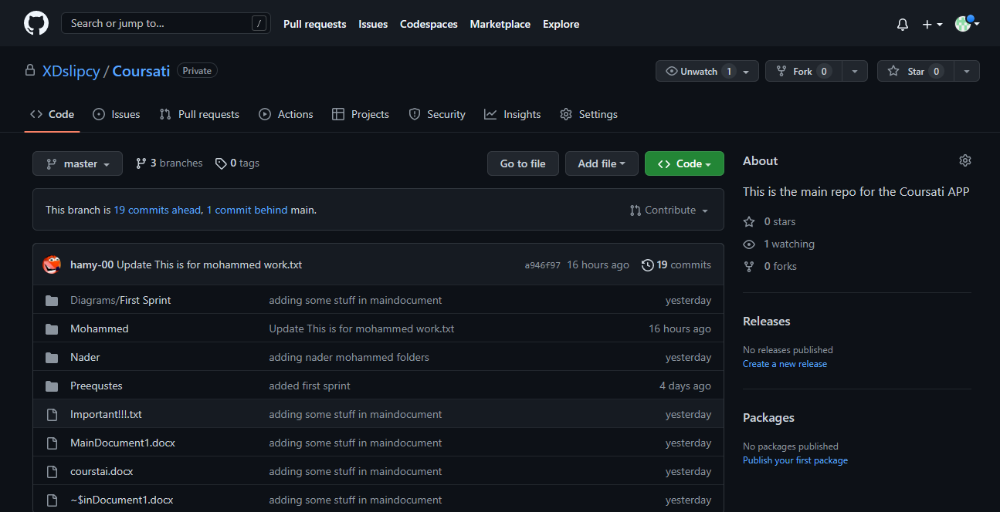 Search or jump to... /
Pull requests Issues Codespaces Marketplace Explore
XDslipcy / Coursati Private
Unwatch 1 Fork 0 Star 0
Code Issues Pull requests Actions Projects Security Insights Settings
master 3 branches 0 tags Go to file Add file Code
This branch is 19 commits ahead, 1 commit behind main. Contribute
hamy-00 Update This is for mohammed work.txt a946f97 16 hours ago 19 commits
Diagrams/First Sprint adding some stuff in maindocument yesterday
Mohammed Update This is for mohammed work.txt 16 hours ago
Nader adding nader mohammed folders yesterday
Preequstes added first sprint 4 days ago
Important!!!.txt adding some stuff in maindocument yesterday
MainDocument1.docx adding some stuff in maindocument yesterday
courstai.docx adding some stuff in maindocument yesterday
~$inDocument1.docx adding some stuff in maindocument yesterday
About
This is the main repo for the Coursati APP
0 stars
1 watching
0 forks
Releases
No releases published
Create a new release
Packages
No packages published
Publish your first package